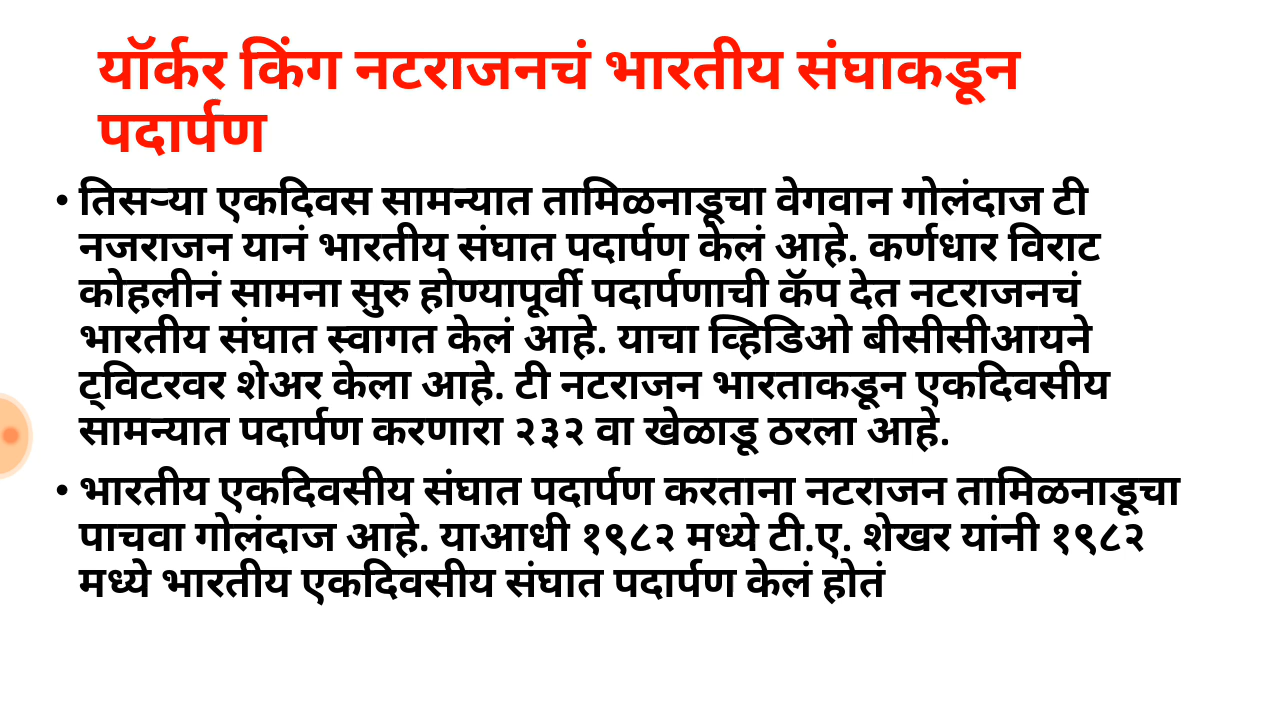 यॉर्कर किंग नटराजनचं भारतीय संघाकडून
पदार्पण
• तिसऱ्या एकदिवस सामन्यात तामिळनाडूचा वेगवान गोलंदाज टी
नजराजन यानं भारतीय संघात पदार्पण केलं आहे. कर्णधार विराट
कोहलीनं सामना सुरु होण्यापूर्वी पदार्पणाची कॅप देत नटराजनचं
भारतीय संघात स्वागत केलं आहे. याचा व्हिडिओ बीसीसीआयने
ट्विटरवर शेअर केला आहे. टी नटराजन भारताकडून एकदिवसीय
सामन्यात पदार्पण करणारा २३२ वा खेळाडू ठरला आहे.
• भारतीय एकदिवसीय संघात पदार्पण करताना नटराजन तामिळनाडूचा
पाचवा गोलंदाज आहे. याआधी १९८२ मध्ये टी.ए. शेखर यांनी १९८२
मध्ये भारतीय एकदिवसीय संघात पदार्पण केलं होतं